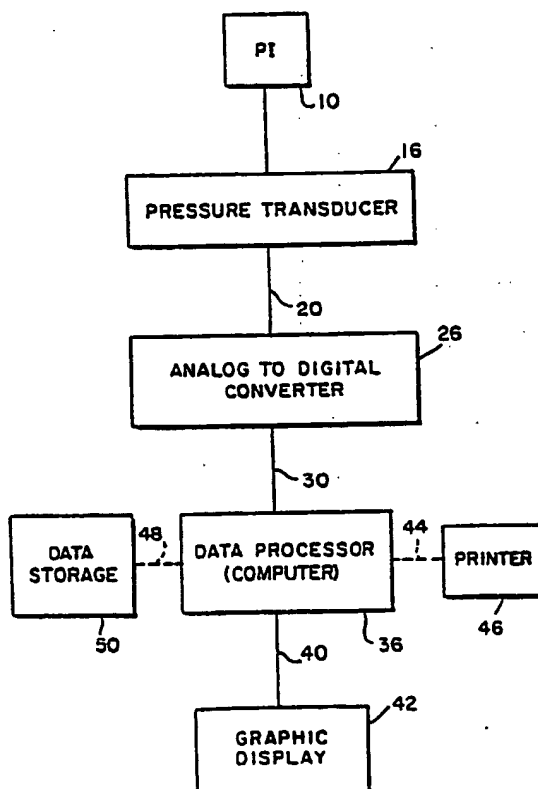 PI
10
16
PRESSURE TRANSDUCER
20
26
ANALOG TO DIGITAL
CONVERTER
30
48
44
DATA
STORAGE
DATA PROCESSOR
(COMPUTER)
PRINTER
50
36
46
40
42
GRAPHIC
DISPLAY